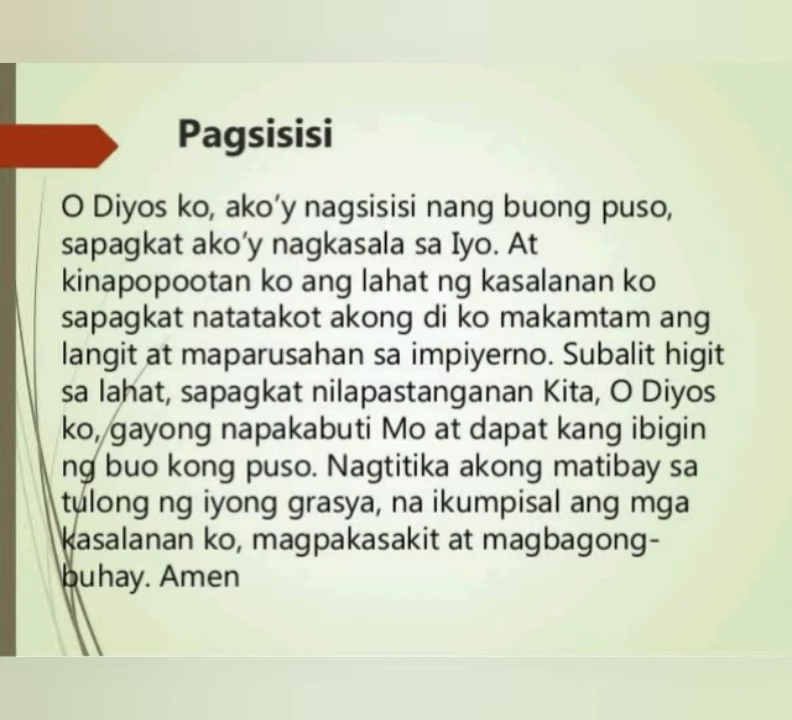 Pagsisisi
O Diyos ko, ako'y nagsisisi nang buong puso,
sapagkat ako'y nagkasala sa Iyo. At
kinapopootan ko ang lahat ng kasalanan ko
sapagkat natatakot akong di ko makamtam ang
langit at maparusahan sa impiyerno. Subalit higit
sa lahat, sapagkat nilapastanganan Kita, O Diyos
ko, gayong napakabuti Mo at dapat kang ibigin
ng buo kong puso. Nagtitika akong matibay sa
tulong ng iyong grasya, na ikumpisal ang mga
kasalanan ko, magpakasakit at magbagong-
buhay. Amen